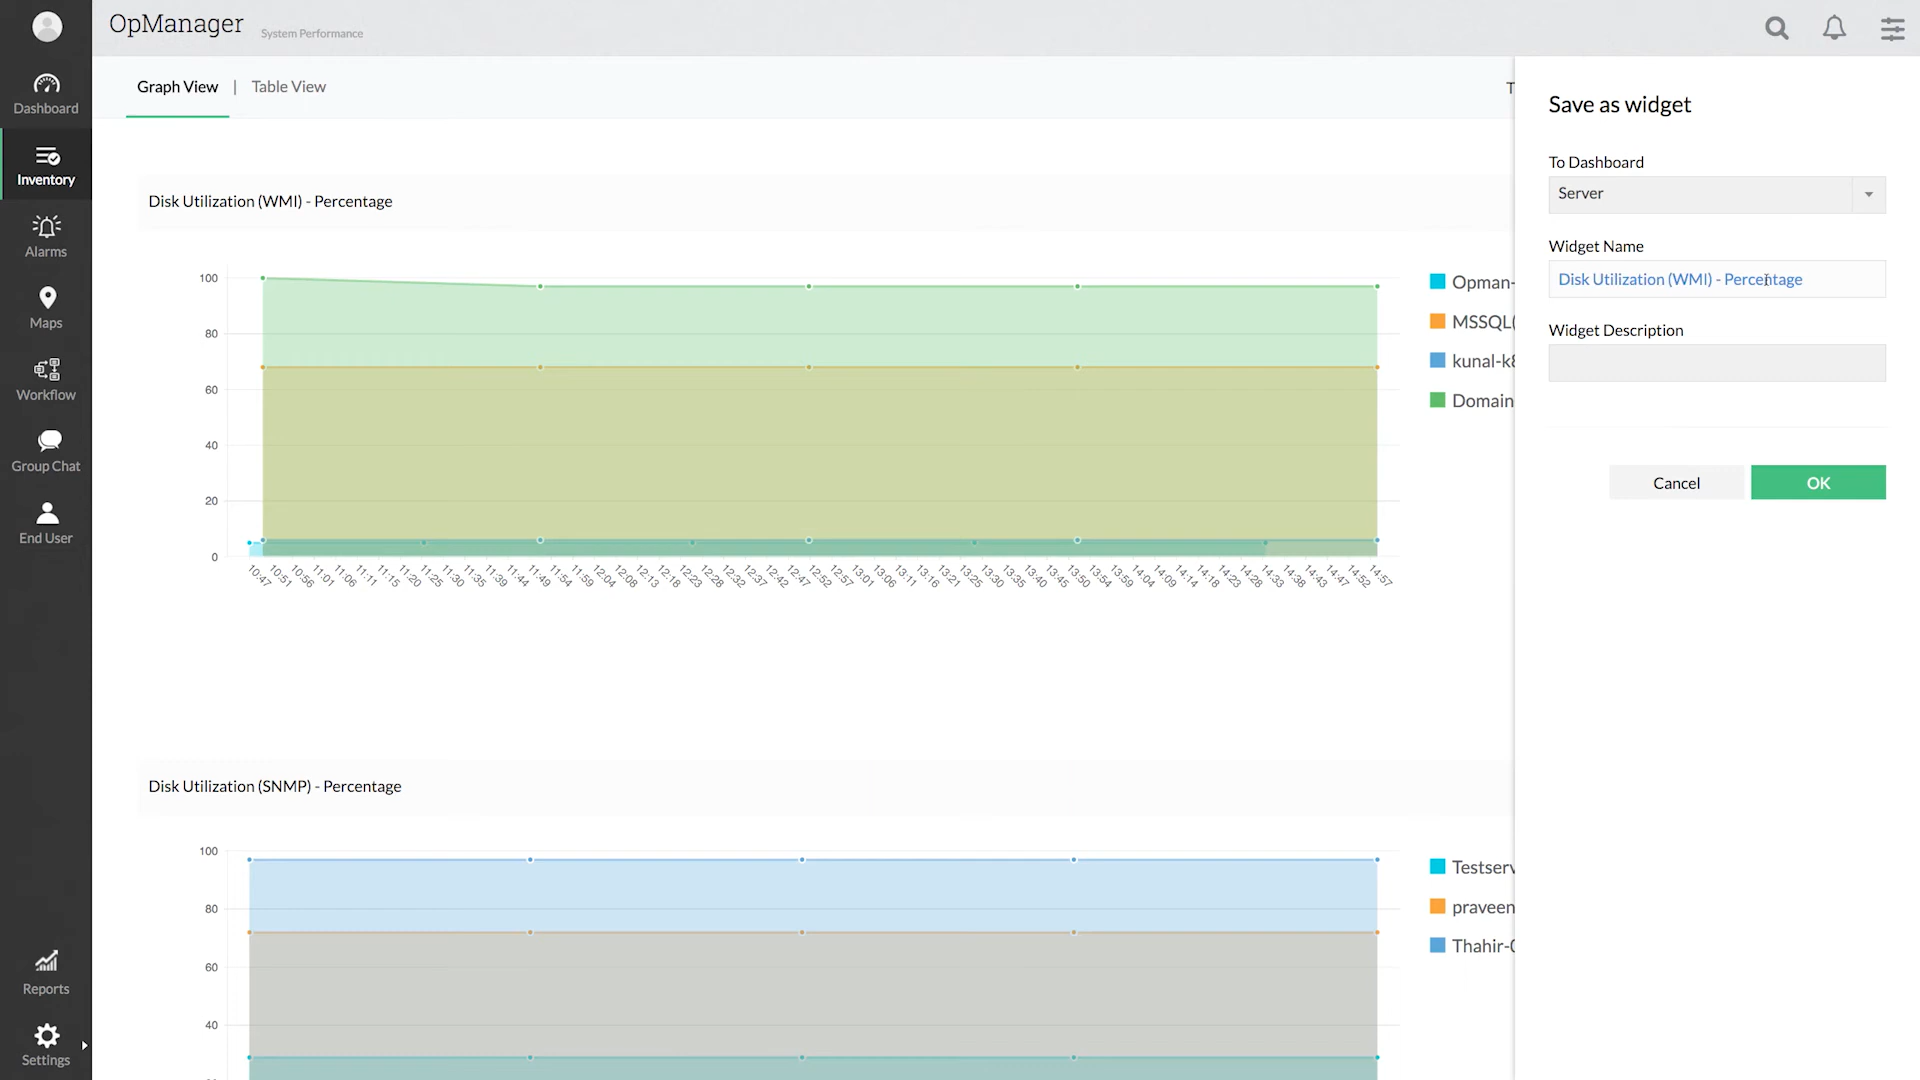 OpManager System Performance
Dashboard
Inventory
Alarms
Maps
Workflow
Group Chat
End User
Reports
Settings
Graph View | Table View
T
Disk Utilization (WMI) - Percentage
100
80
60
40
20
0
10:47 10:51 10:56 11:01 11:06 11:11 11:15 11:20 11:25 11:30 11:35 11:39 11:44 11:49 11:54 11:59 12:04 12:08 12:13 12:18 12:23 12:28 12:32 12:37 12:42 12:47 12:52 12:57 13:01 13:06 13:11 13:16 13:21 13:25 13:30 13:35 13:40 13:45 13:50 13:54 13:59 14:04 14:09 14:14 14:18 14:23 14:28 14:33 14:38 14:43 14:47 14:52 14:57
Opman-
MSSQL(
kunal-k8
Domain
Disk Utilization (SNMP) - Percentage
100
80
60
40
Testserv
praveen
Thahir-0
Save as widget
To Dashboard
Server
Widget Name
Disk Utilization (WMI) - Percentage
Widget Description
Cancel OK